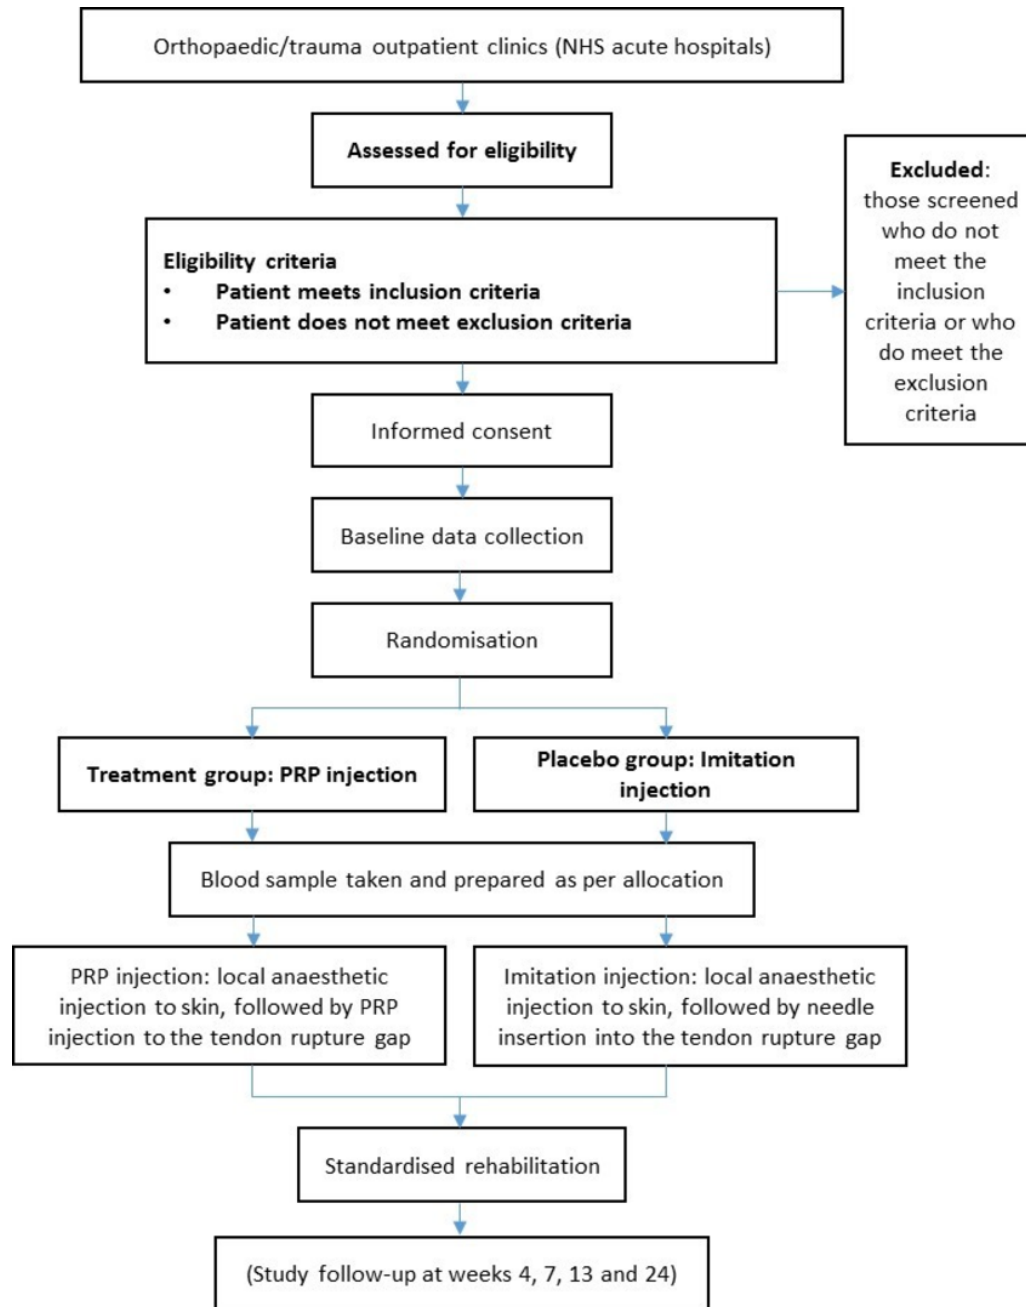 Orthopaedic/trauma outpatient clinics (NHS acute hospitals)
Assessed for eligibility
Excluded:
those screened
who do not
meet the
inclusion
criteria or who
do meet the
exclusion
criteria
Eligibility criteria
• Patient meets inclusion criteria
• Patient does not meet exclusion criteria
Informed consent
Baseline data collection
Randomisation
Treatment group: PRP injection
Placebo group: Imitation
injection
Blood sample taken and prepared as per allocation
PRP injection: local anaesthetic
injection to skin, followed by PRP
injection to the tendon rupture gap
Imitation injection: local anaesthetic
injection to skin, followed by needle
insertion into the tendon rupture gap
Standardised rehabilitation
(Study follow-up at weeks 4, 7, 13 and 24)